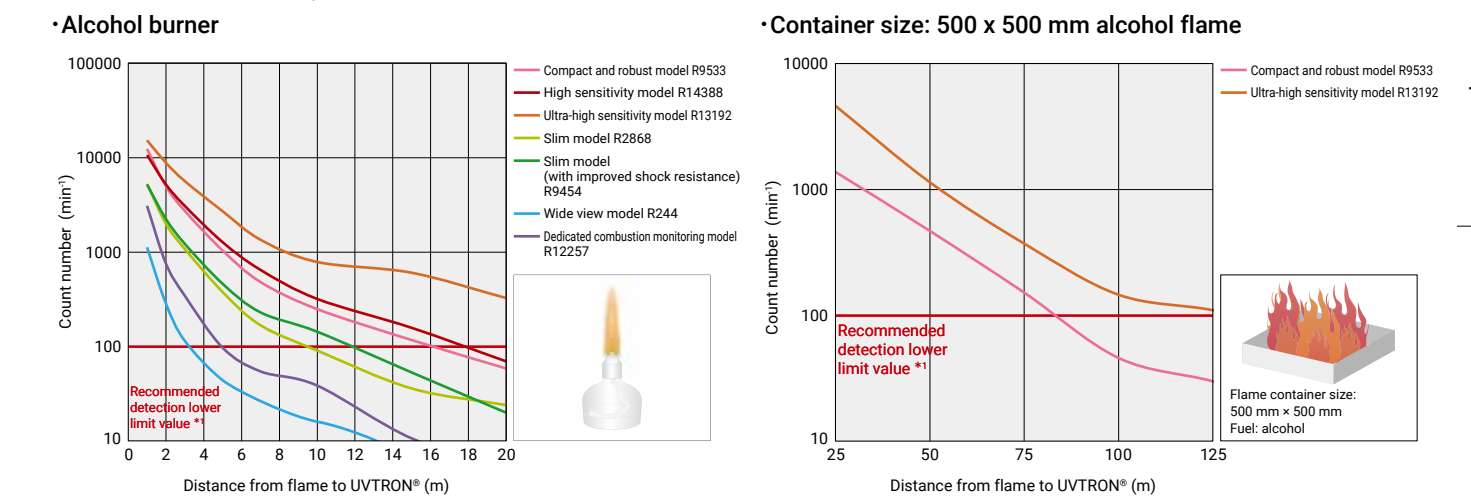 ・Alcohol burner
100000
10000
1000
100
10
Count number (min⁻¹)
0 2 4 6 8 10 12 14 16 18 20
Distance from flame to UVTRON® (m)
Recommended
detection lower
limit value *1
Compact and robust model R9533
High sensitivity model R14388
Ultra-high sensitivity model R13192
Slim model R2868
Slim model
(with improved shock resistance)
R9454
Wide view model R244
Dedicated combustion monitoring model
R12257
・Container size: 500 x 500 mm alcohol flame
10000
1000
100
10
Count number (min⁻¹)
25 50 75 100 125
Distance from flame to UVTRON® (m)
Recommended
detection lower
limit value *1
Compact and robust model R9533
Ultra-high sensitivity model R13192
Flame container size:
500 mm × 500 mm
Fuel: alcohol